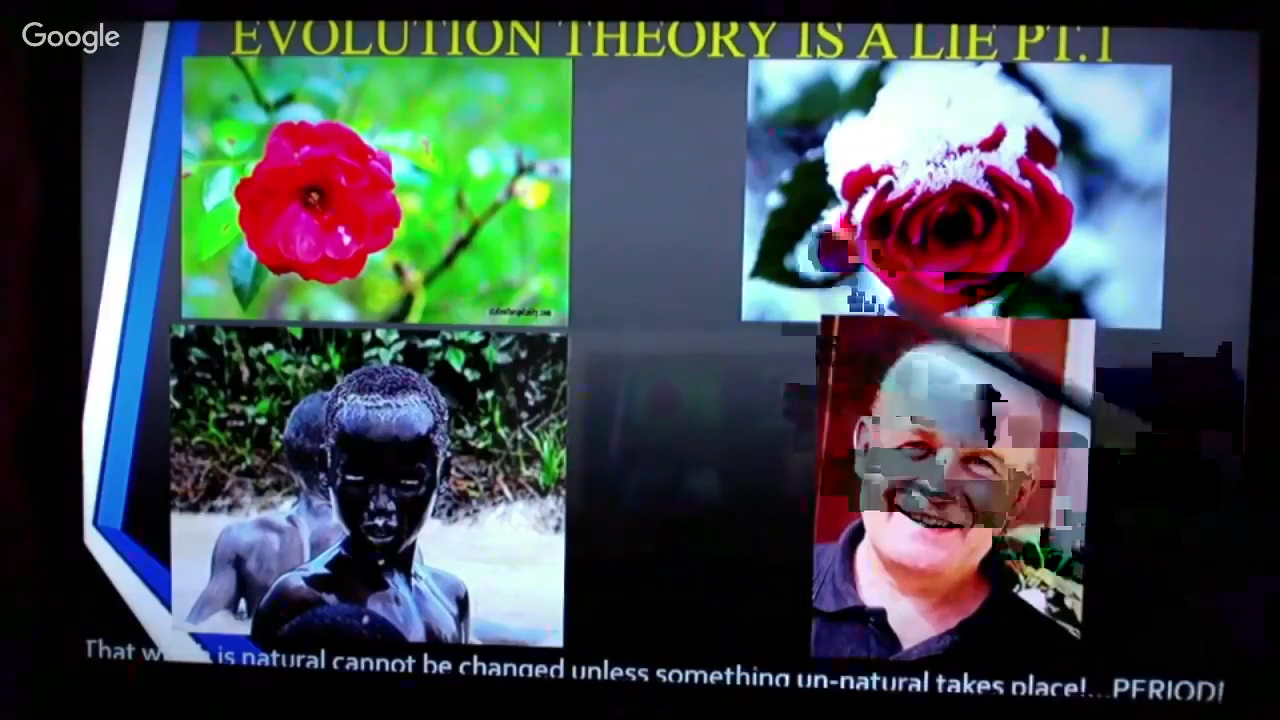 Google
EVOLUTION THEORY IS A LIE PT.1
That is natural cannot be changed unless something un-natural takes place!...PERIOD!